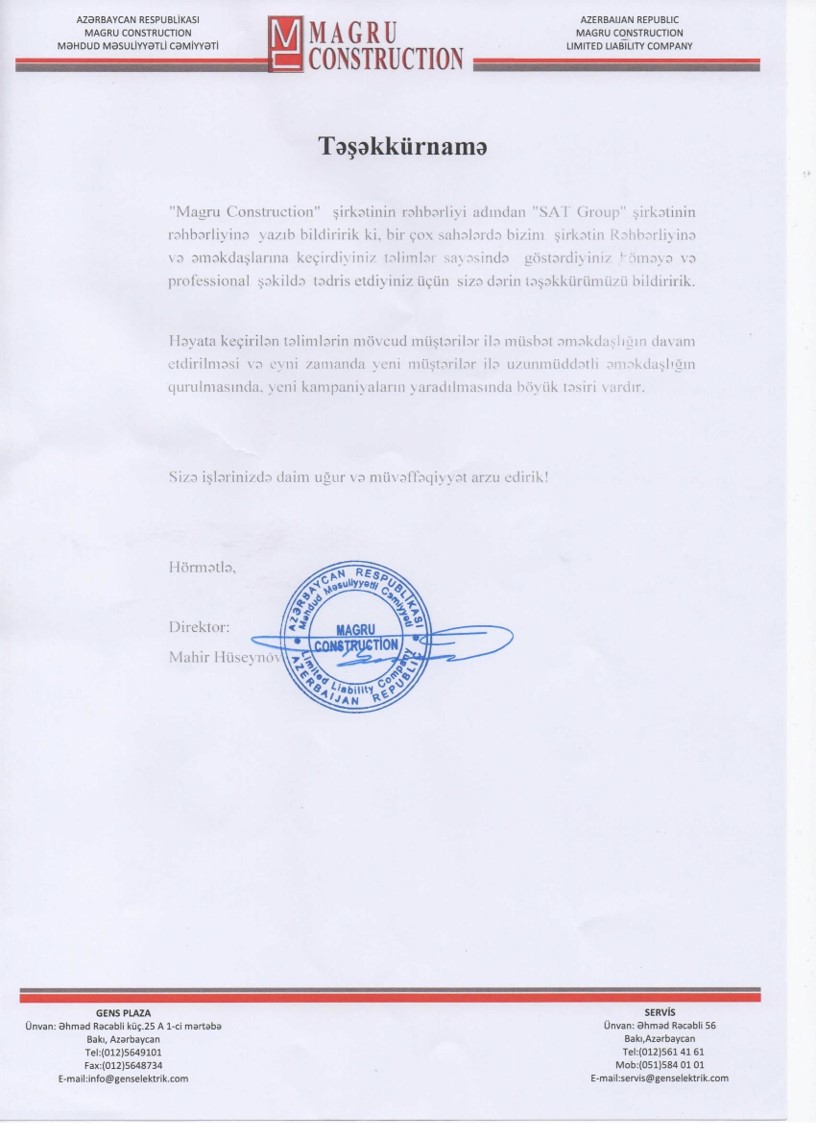 AZƏRBAYCAN RESPUBLİKASI
MAGRU CONSTRUCTION
MƏHDUD MƏSULİYYƏTLİ CƏMİYYƏTİ
MAGRU
CONSTRUCTION
AZERBAIJAN REPUBLIC
MAGRU CONSTRUCTION
LIMITED LIABILITY COMPANY
Təşəkkürnamə
"Magru Construction" şirkətinin rəhbərliyi adından "SAT Group" şirkətinin
rəhbərliyinə yazıb bildiririk ki, bir çox sahələrdə bizim şirkətin Rəhbərliyinə
və əməkdaşlarına keçirdiyiniz təlimlər sayəsində göstərdiyiniz köməyə və
professional şəkildə tədris etdiyiniz üçün sizə dərin təşəkkürümüzü bildiririk.
Həyata keçirilən təlimlərin mövcud müştərilər ilə müsbət əməkdaşlığın davam
etdirilməsi və eyni zamanda yeni müştərilər ilə uzunmüddətli əməkdaşlığın
qurulmasında, yeni kampaniyaların yaradılmasında böyük təsiri vardır.
Sizə işlərinizdə daim uğur və müvəffəqiyyət arzu edirik!
Hörmətlə,
Direktor:
Mahir Hüseynov
AZƏRBAYCAN RESPUBLİKASI
Məhdud Məsuliyyətli Cəmiyyəti
MAGRU
CONSTRUCTİON
Limited Liability Company
AZERBAIJAN REPUBLIC
GENS PLAZA
Ünvan: Əhməd Rəcəbli küç.25 A 1-ci mərtəbə
Bakı, Azərbaycan
Tel:(012)5649101
Fax:(012)5648734
E-mail:info@genselektrik.com
SERVİS
Ünvan: Əhməd Rəcəbli 56
Bakı,Azərbaycan
Tel:(012)561 41 61
Mob:(051)584 01 01
E-mail:servis@genselektrik.com